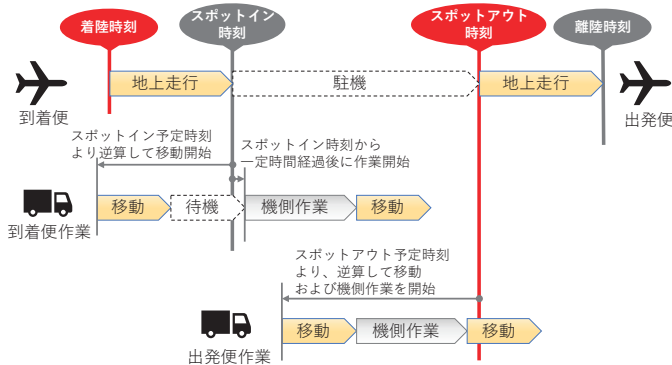 着陸時刻
スポットイン
時刻
スポットアウト
時刻
離陸時刻
地上走行
駐機
地上走行
到着便
出発便
スポットイン予定時刻
より逆算して移動開始
スポットイン時刻から
一定時間経過後に作業開始
移動
待機
機側作業
移動
到着便作業
スポットアウト予定時刻
より、逆算して移動
および機側作業を開始
移動
機側作業
移動
出発便作業